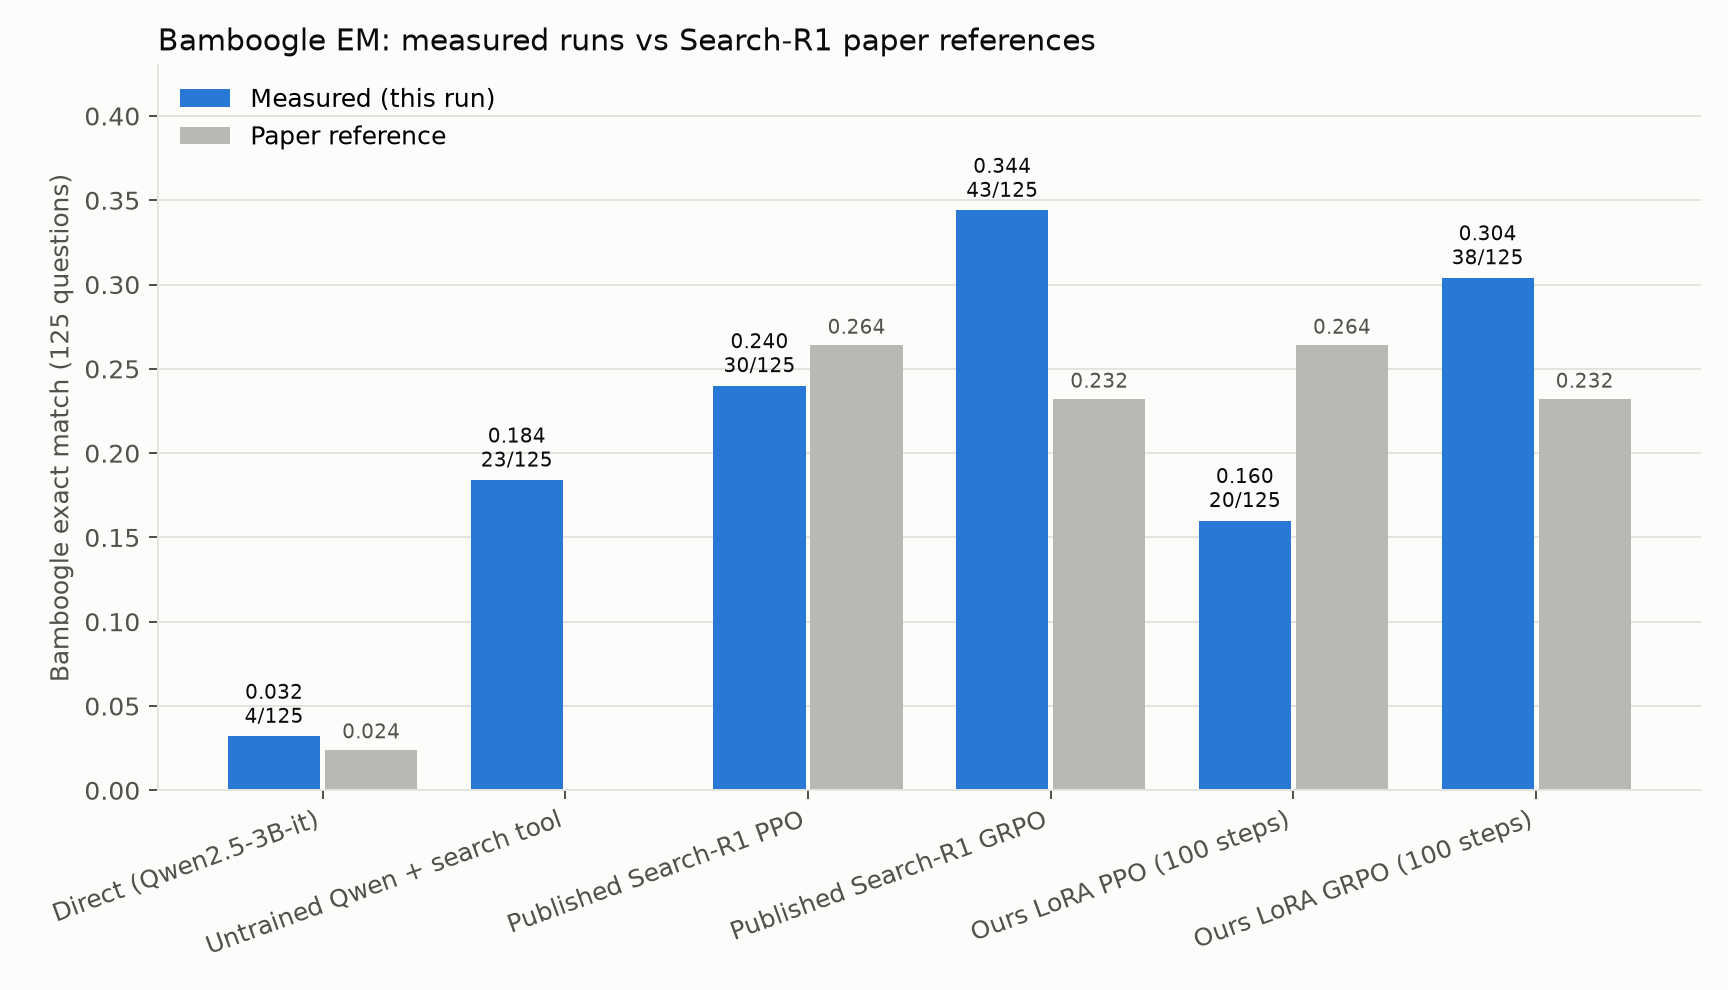 Bamboogle EM: measured runs vs Search-R1 paper references
Measured (this run)
Paper reference
Bamboogle exact match (125 questions)
0.40
0.35
0.30
0.25
0.20
0.15
0.10
0.05
0.00
0.032
4/125
0.024
0.184
23/125
0.240
30/125
0.264
0.344
43/125
0.232
0.160
20/125
0.264
0.304
38/125
0.232
Direct (Qwen2.5-3B-it)
Untrained Qwen + search tool
Published Search-R1 PPO
Published Search-R1 GRPO
Ours LoRA PPO (100 steps)
Ours LoRA GRPO (100 steps)